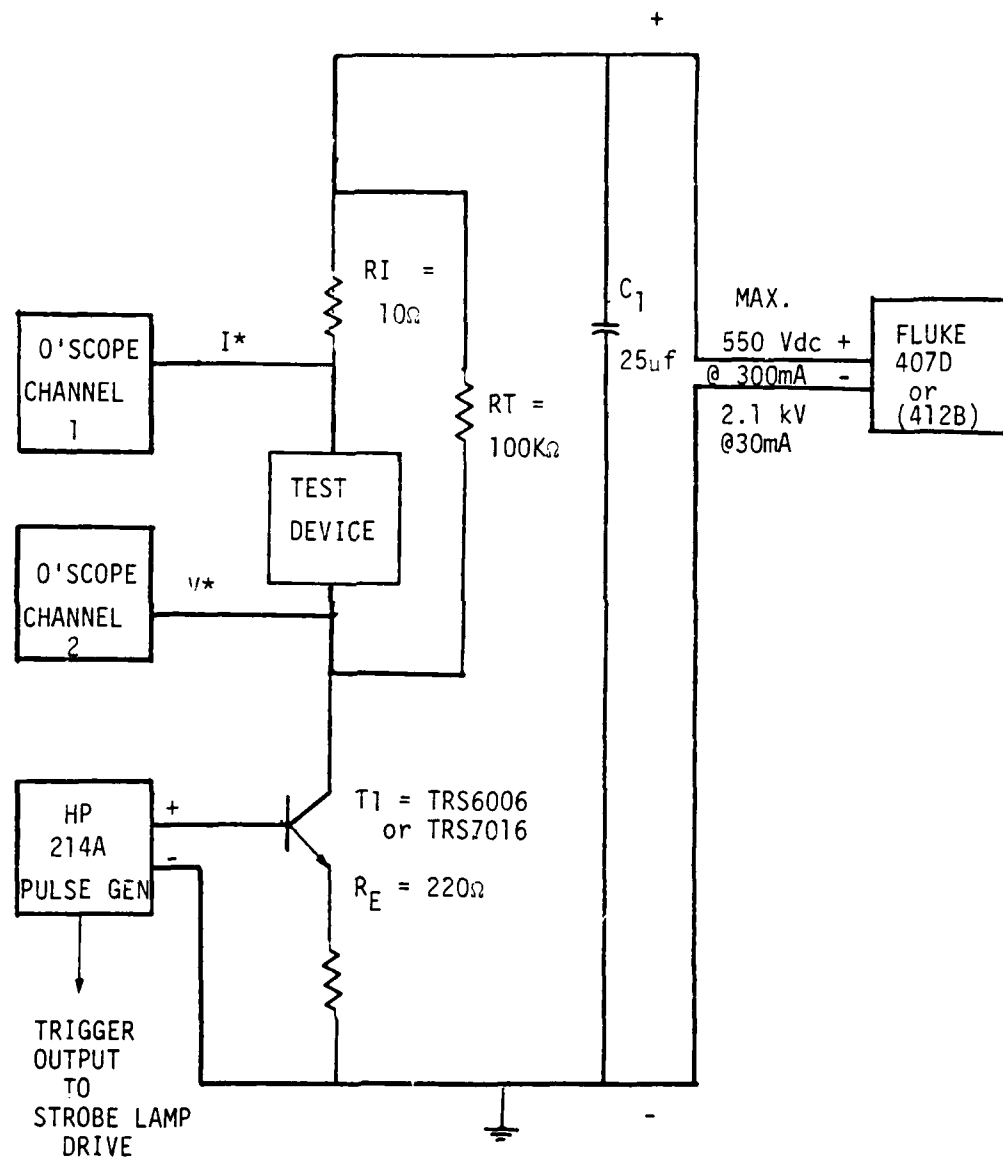 +
RI =
10Ω
O'SCOPE
CHANNEL
1
I*
C1
25uf
MAX.
550 Vdc +
@ 300mA -
2.1 kV
@30mA
FLUKE
407D
or
(412B)
RT =
100KΩ
TEST
DEVICE
O'SCOPE
CHANNEL
2
V*
HP
214A
PULSE GEN
+
-
T1 = TRS6006
or TRS7016
RE = 220Ω
TRIGGER
OUTPUT
TO
STROBE LAMP
DRIVE
-